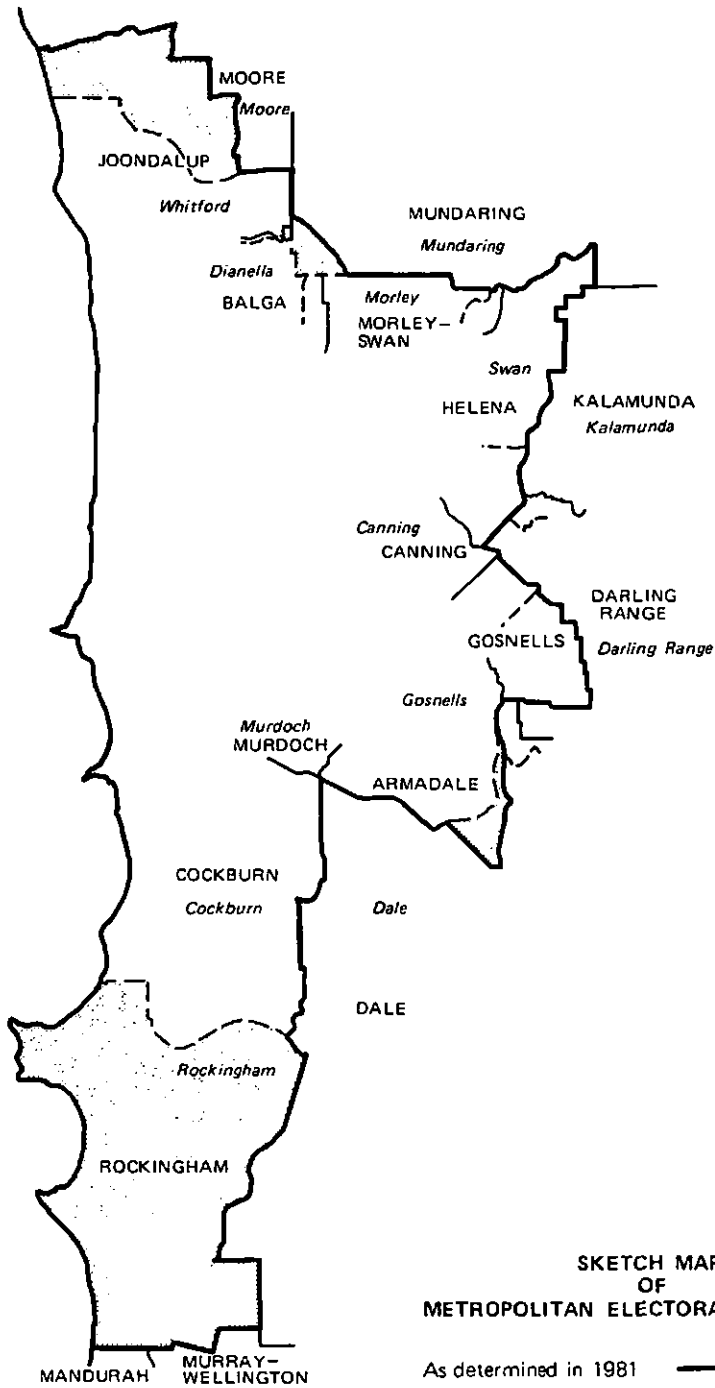 MOORE
Moore
JOONDALUP
Whitford
MUNDARING
Mundaring
Dianella
BALGA
Morley
MORLEY–
SWAN
Swan
HELENA
KALAMUNDA
Kalamunda
Canning
CANNING
DARLING
RANGE
GOSNELLS
Darling Range
Gosnells
Murdoch
MURDOCH
ARMADALE
COCKBURN
Cockburn
Dale
DALE
Rockingham
ROCKINGHAM
SKETCH MAP
OF
METROPOLITAN ELECTORA
As determined in 1981
MANDURAH
MURRAY–
WELLINGTON